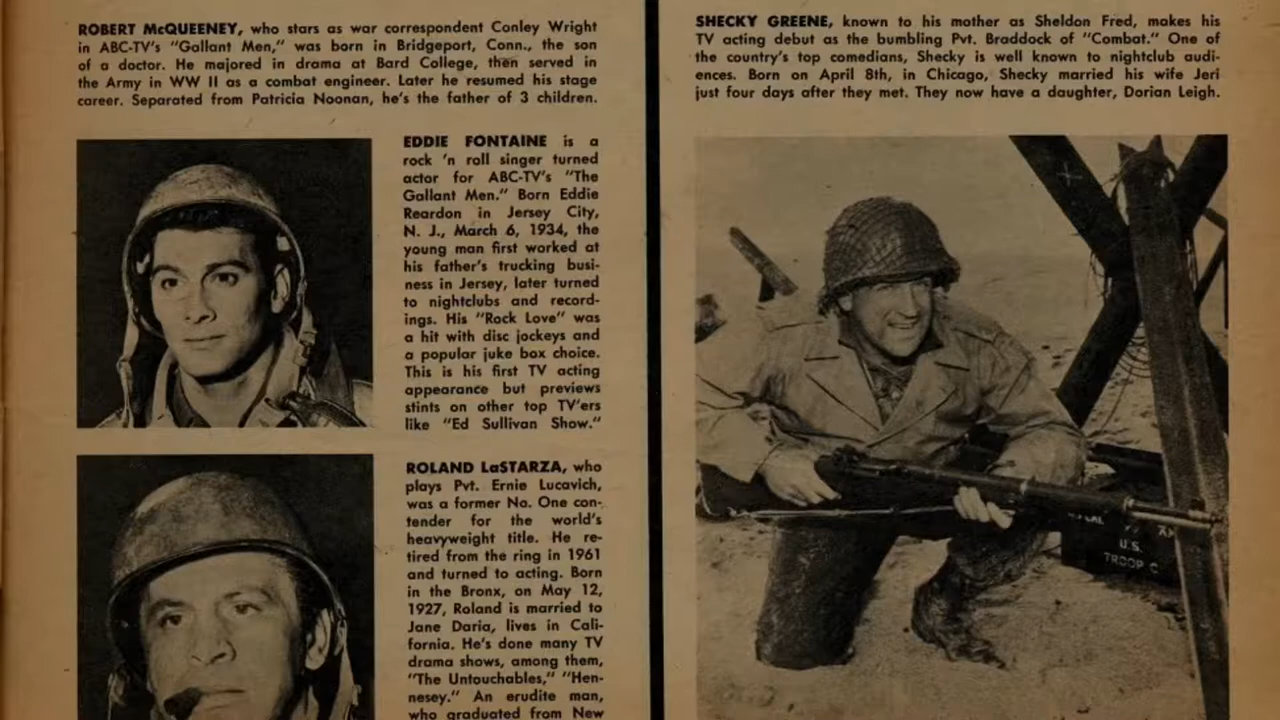 ROBERT McQUEENEY, who stars as war correspondent Conley Wright
in ABC-TV's "Gallant Men," was born in Bridgeport, Conn., the son
of a doctor. He majored in drama at Bard College, then served in
the Army in WW II as a combat engineer. Later he resumed his stage
career. Separated from Patricia Noonan, he's the father of 3 children.
EDDIE FONTAINE is a
rock 'n roll singer turned
actor for ABC-TV's "The
Gallant Men." Born Eddie
Reardon in Jersey City,
N. J., March 6, 1934, the
young man first worked at
his father's trucking busi-
ness in Jersey, later turned
to nightclubs and record-
ings. His "Rock Love" was
a hit with disc jockeys and
a popular juke box choice.
This is his first TV acting
appearance but previews
stints on other top TV'ers
like "Ed Sullivan Show."
ROLAND LaSTARZA, who
plays Pvt. Ernie Lucavich,
was a former No. One con-
tender for the world's
heavyweight title. He re-
tired from the ring in 1961
and turned to acting. Born
in the Bronx, on May 12,
1927, Roland is married to
Jane Daria, lives in Cali-
fornia. He's done many TV
drama shows, among them,
"The Untouchables," "Hen-
nesey." An erudite man,
who graduated from New
SHECKY GREENE, known to his mother as Sheldon Fred, makes his
TV acting debut as the bumbling Pvt. Braddock of "Combat." One of
the country's top comedians, Shecky is well known to nightclub audi-
ences. Born on April 8th, in Chicago, Shecky married his wife Jeri
just four days after they met. They now have a daughter, Dorian Leigh.
U.S.
TROOP C